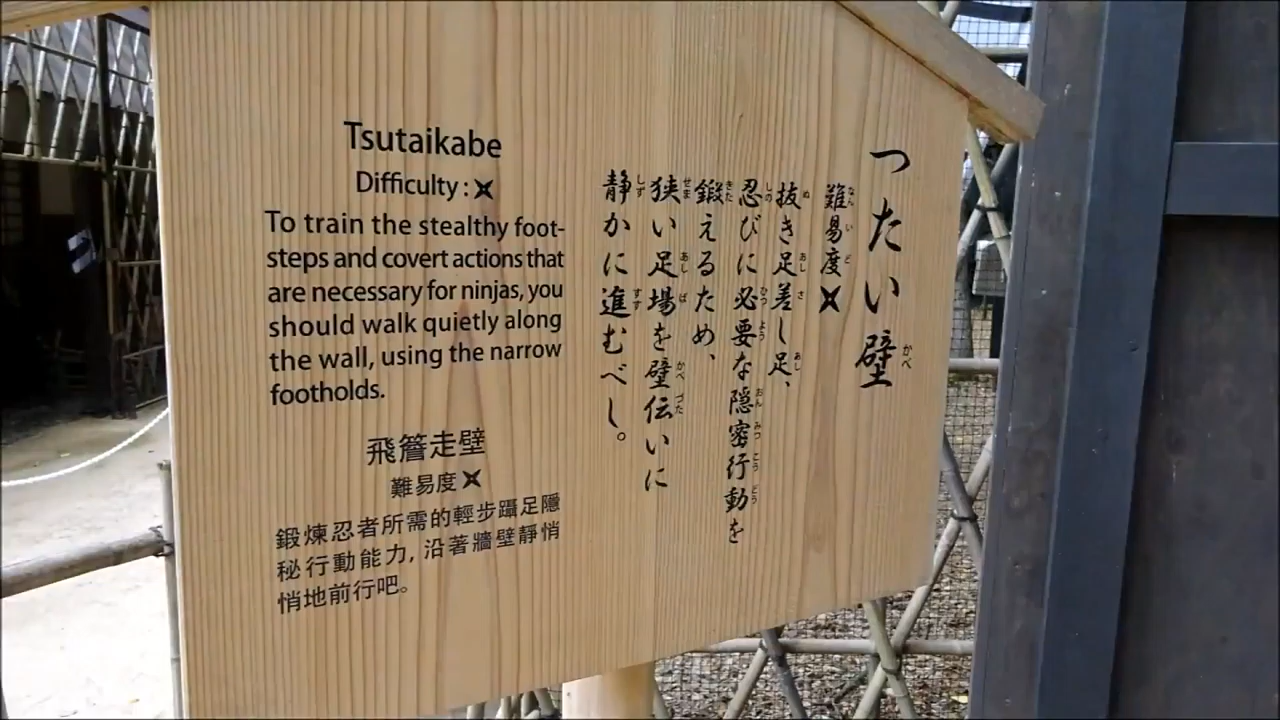 Tsutaikabe
Difficulty:
To train the stealthy foot-
steps and covert actions that
are necessary for ninjas, you
should walk quietly along
the wall, using the narrow
footholds.
飛簷走壁
難易度
鍛煉忍者所需的輕步躡足隱
秘行動能力, 沿著牆壁靜悄
悄地前行吧。
つたい壁
難易度
抜き足差し足、
忍びに必要な隠密行動を
鍛えるため、
狭い足場を壁伝いに
静かに進むべし。